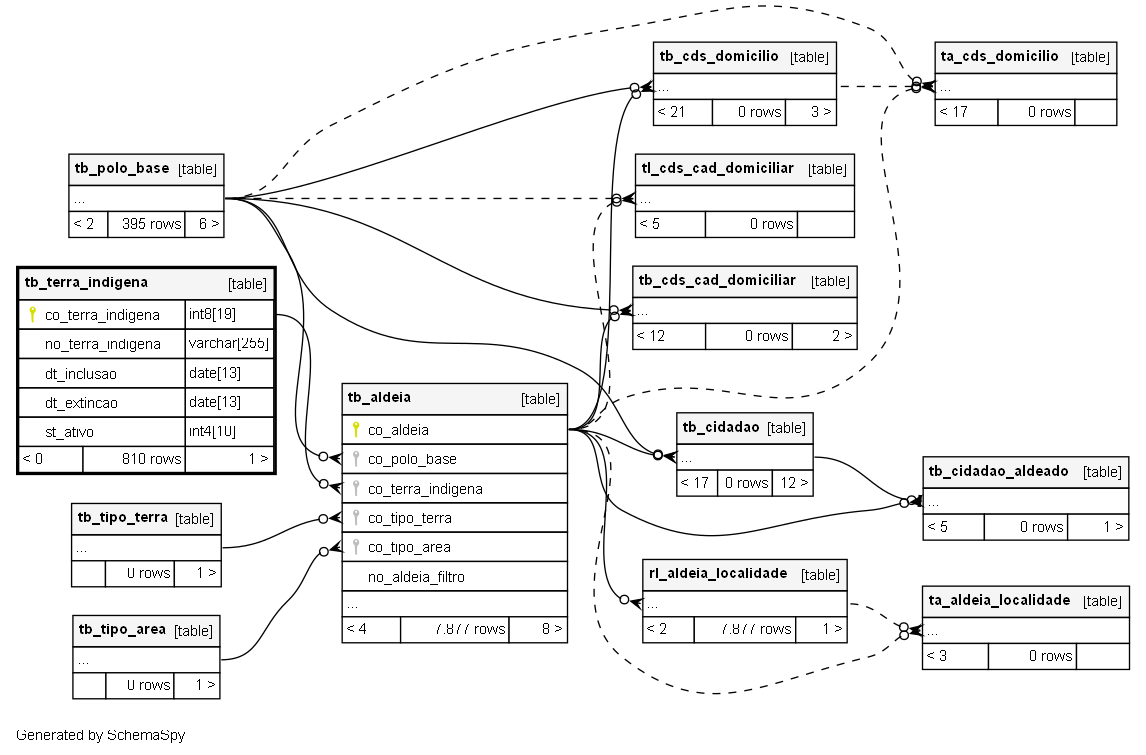 tb_cds_domicilio [table]
...
< 21 0 rows 3 >
ta_cds_domicilio [table]
...
< 17 0 rows
tb_polo_base [table]
...
< 2 395 rows 6 >
tl_cds_cad_domiciliar [table]
...
< 5 0 rows
tb_terra_indigena [table]
co_terra_indigena int8[19]
no_terra_indigena varchar[255]
dt_inclusao date[13]
dt_extincao date[13]
st_ativo int4[10]
< 0 810 rows 1 >
tb_cds_cad_domiciliar [table]
...
< 12 0 rows 2 >
tb_aldeia [table]
co_aldeia
co_polo_base
co_terra_indigena
co_tipo_terra
co_tipo_area
no_aldeia_filtro
...
< 4 7.877 rows 8 >
tb_cidadao [table]
...
< 17 0 rows 12 >
tb_cidadao_aldeado [table]
...
< 5 0 rows 1 >
tb_tipo_terra [table]
...
0 rows 1 >
rl_aldeia_localidade [table]
...
< 2 7.877 rows 1 >
ta_aldeia_localidade [table]
...
< 3 0 rows
tb_tipo_area [table]
...
0 rows 1 >
Generated by SchemaSpy